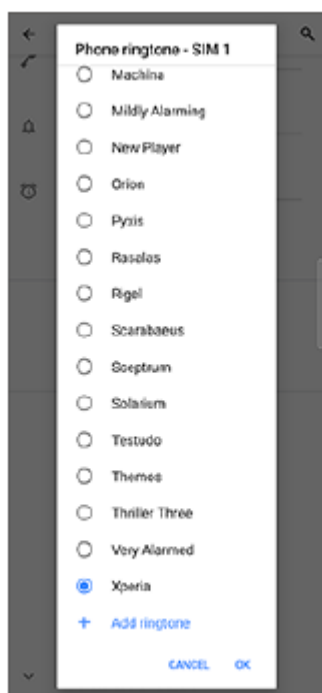 Phone ringtone - SIM 1
Machina
Mildly Alarming
New Player
Orion
Pyxis
Rasalas
Rigel
Scarabaeus
Sceptrum
Solarium
Testudo
Themos
Thriller Three
Very Alarmed
Xperia
Add ringtone
CANCEL
OK